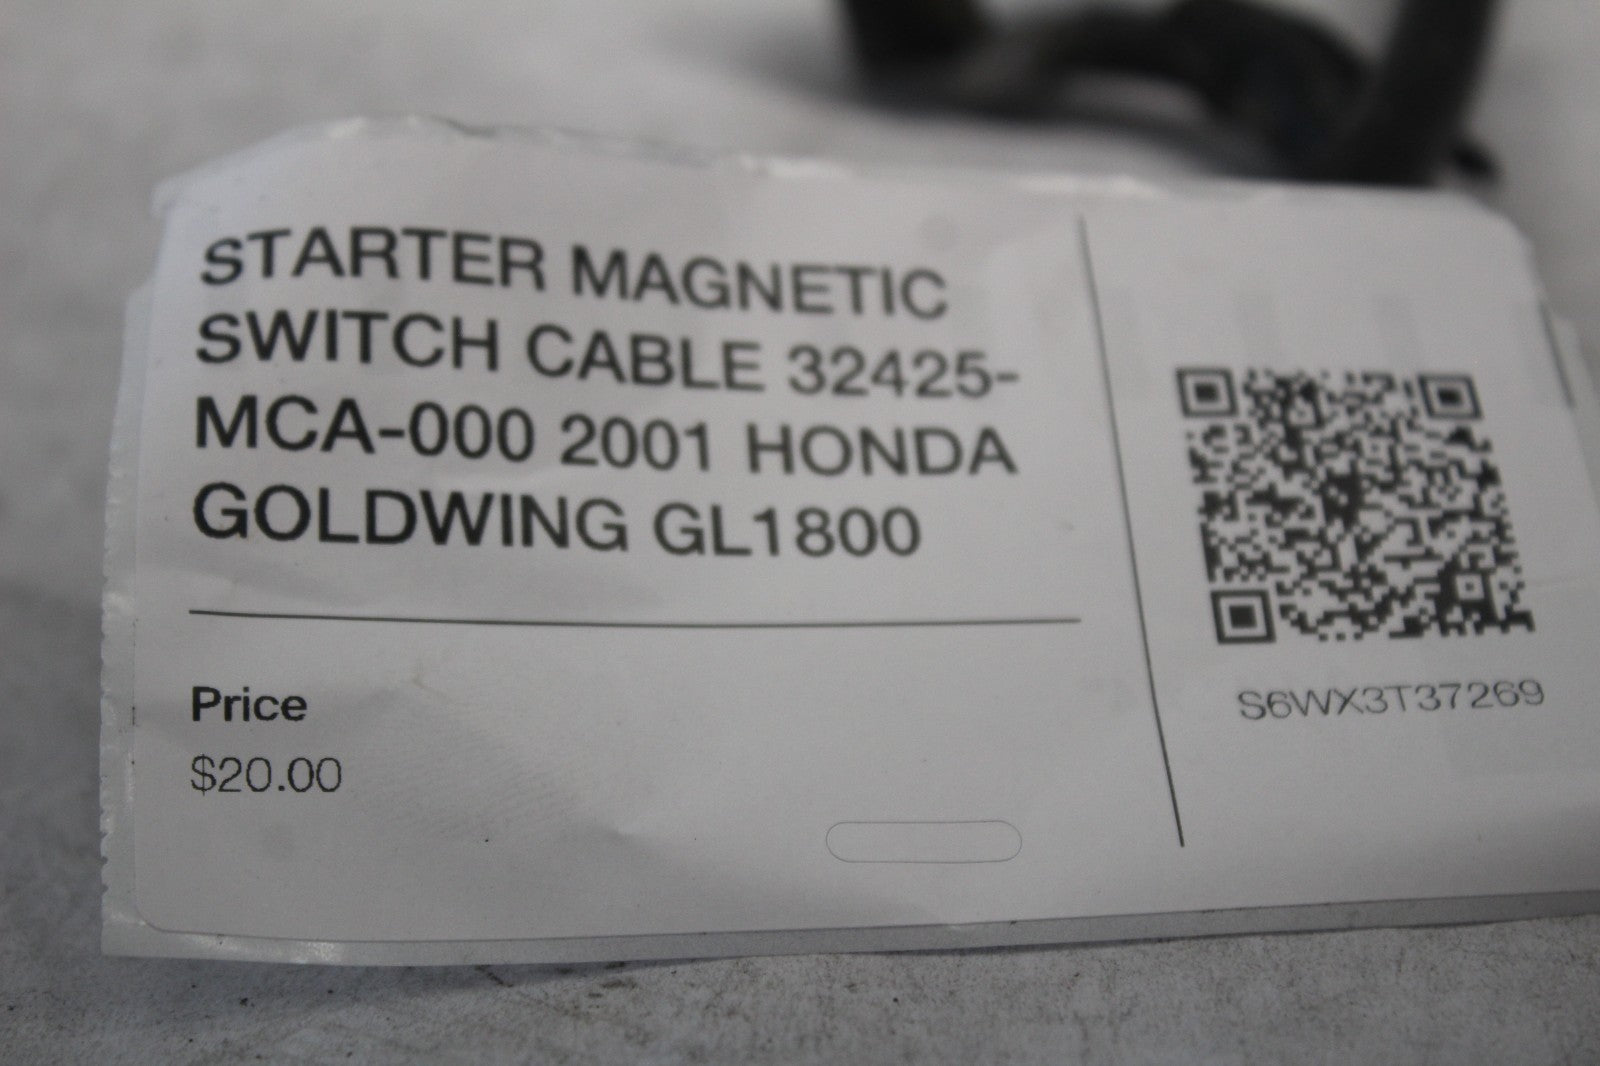 STARTER MAGNETIC
SWITCH CABLE 32425-
MCA-000 2001 HONDA
GOLDWING GL1800
Price
$20.00
S6WX3T37269